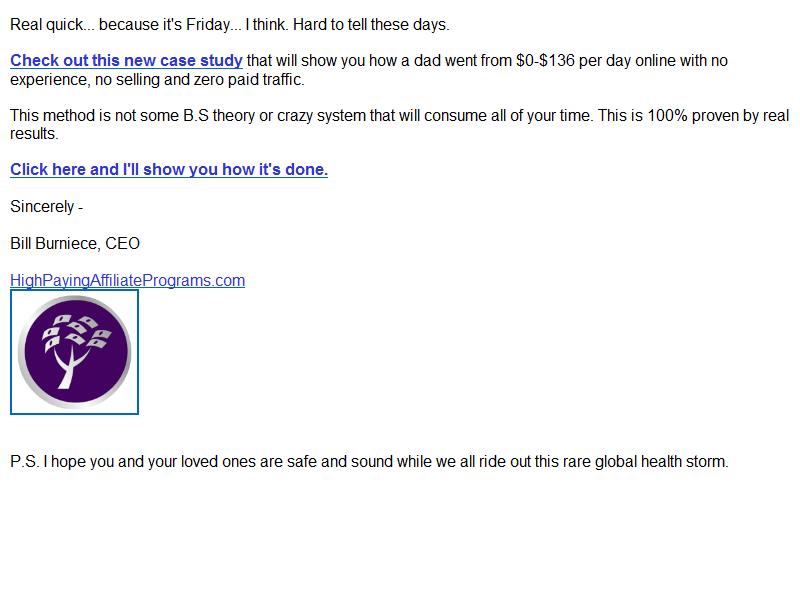 Real quick... because it's Friday... I think. Hard to tell these days.
Check out this new case study that will show you how a dad went from $0-$136 per day online with no
experience, no selling and zero paid traffic.
This method is not some B.S theory or crazy system that will consume all of your time. This is 100% proven by real
results.
Click here and I'll show you how it's done.
Sincerely -
Bill Burniece, CEO
HighPayingAffiliatePrograms.com
P.S. I hope you and your loved ones are safe and sound while we all ride out this rare global health storm.